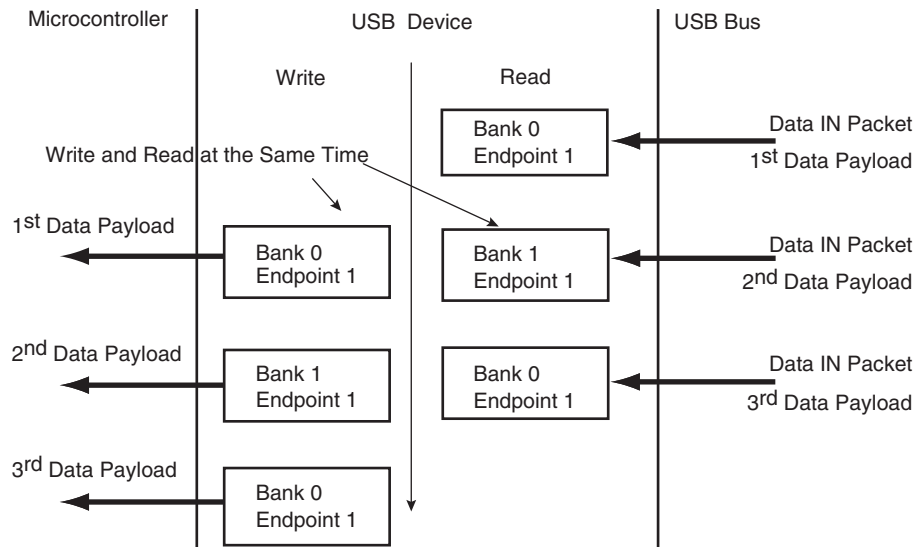 Microcontroller
USB Device
USB Bus
Write
Read
Bank 0
Endpoint 1
Data IN Packet
1st Data Payload
Write and Read at the Same Time
1st Data Payload
Bank 0
Endpoint 1
Bank 1
Endpoint 1
Data IN Packet
2nd Data Payload
2nd Data Payload
Bank 1
Endpoint 1
Bank 0
Endpoint 1
Data IN Packet
3rd Data Payload
3rd Data Payload
Bank 0
Endpoint 1